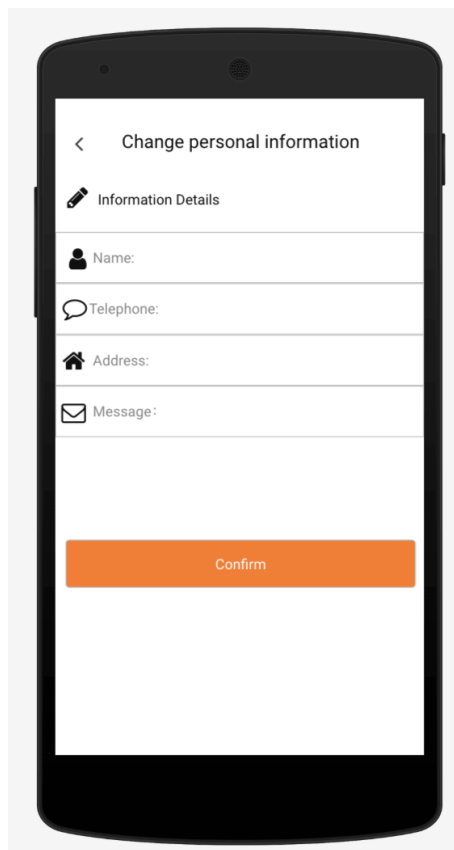 Change personal information
Information Details
Name:
Telephone:
Address:
Message：
Confirm